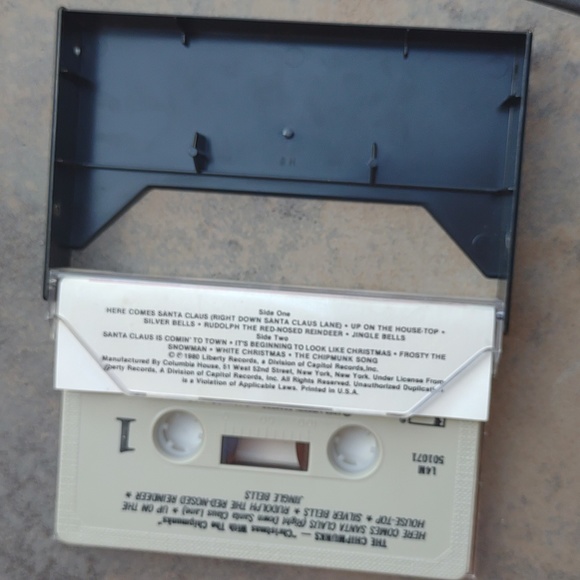 Side One
HERE COMES SANTA CLAUS (RIGHT DOWN SANTA CLAUS LANE) • UP ON THE HOUSE-TOP •
SILVER BELLS • RUDOLPH THE RED-NOSED REINDEER • JINGLE BELLS
Side Two
SANTA CLAUS IS COMIN' TO TOWN • IT'S BEGINNING TO LOOK LIKE CHRISTMAS • FROSTY THE
SNOWMAN • WHITE CHRISTMAS • THE CHIPMUNK SONG
© ℗ 1980 Liberty Records, a Division of Capitol Records,Inc.
Manufactured By Columbia House, 51 West 52nd Street, New York, New York. Under License From
Liberty Records, A Division of Capitol Records, Inc. All Rights Reserved. Unauthorized Duplication
is a Violation of Applicable Laws. Printed in U.S.A.
1
L4M
501071
THE CHIPMUNKS — "Christmas With The Chipmunks"
HERE COMES SANTA CLAUS (Right Down Santa Claus Lane) ★ UP ON THE
HOUSE-TOP ★ SILVER BELLS ★ RUDOLPH THE RED-NOSED REINDEER ★
JINGLE BELLS